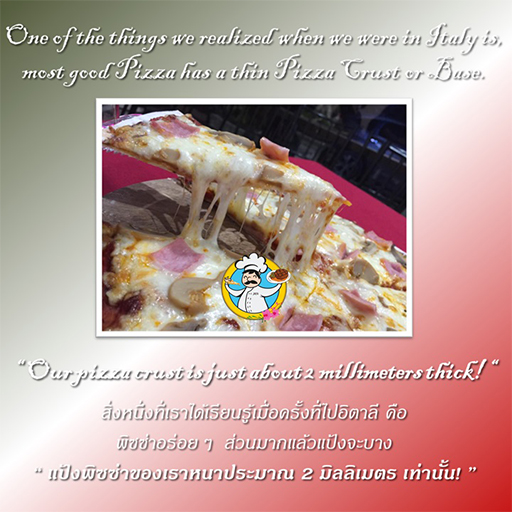 One of the things we realized when we were in Italy is,
most good Pizza has a thin Pizza Crust or Base.
"Our pizza crust is just about 2 millimeters thick! "
สิ่งหนึ่งที่เราได้เรียนรู้เมื่อครั้งที่ไปอิตาลี คือ
พิซซ่าอร่อย ๆ ส่วนมากแล้วแป้งจะบาง
" แป้งพิซซ่าของเราหนาประมาณ 2 มิลลิเมตร เท่านั้น! "